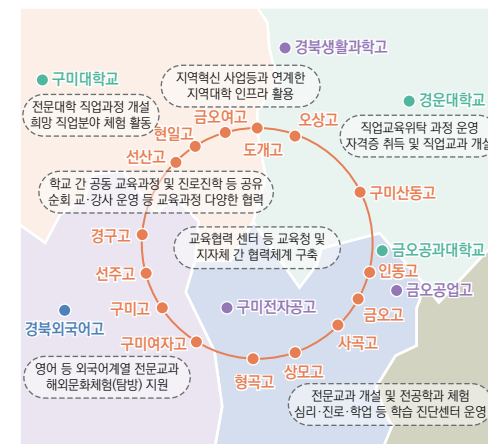 경북생활과학고
구미대학교
지역혁신 사업등과 연계한
지역대학 인프라 활용
경운대학교
전문대학 직업과정 개설
희망 직업분야 체험 활동
금오여고
오상고
현일고
도개고
직업교육위탁 과정 운영
자격증 취득 및 직업교과 개설
선산고
학교 간 공동 교육과정 및 진로진학 등 공유
순회 교·강사 운영 등 교육과정 다양한 협력
구미산동고
경구고
교육협력 센터 등 교육청 및
지자체 간 협력체계 구축
금오공과대학교
선주고
인동고
금오공업고
구미고
구미전자공고
금오고
경북외국어고
구미여자고
사곡고
영어 등 외국어계열 전문교과
해외문화체험(탐방) 지원
형곡고
상모고
전문교과 개설 및 전공학과 체험
심리·진로·학업 등 학습 진단센터 운영